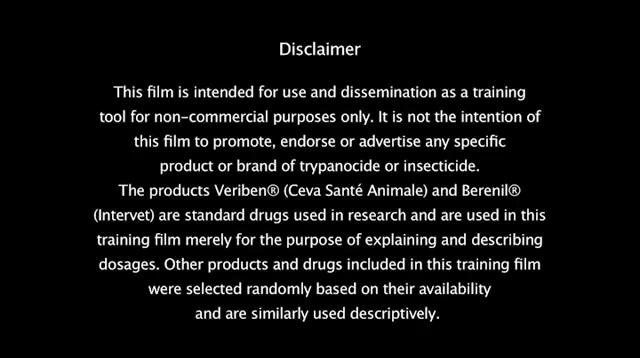 Disclaimer
This film is intended for use and dissemination as a training
tool for non-commercial purposes only. It is not the intention of
this film to promote, endorse or advertise any specific
product or brand of trypanocide or insecticide.
The products Veriben® (Ceva Santé Animale) and Berenil®
(Intervet) are standard drugs used in research and are used in this
training film merely for the purpose of explaining and describing
dosages. Other products and drugs included in this training film
were selected randomly based on their availability
and are similarly used descriptively.